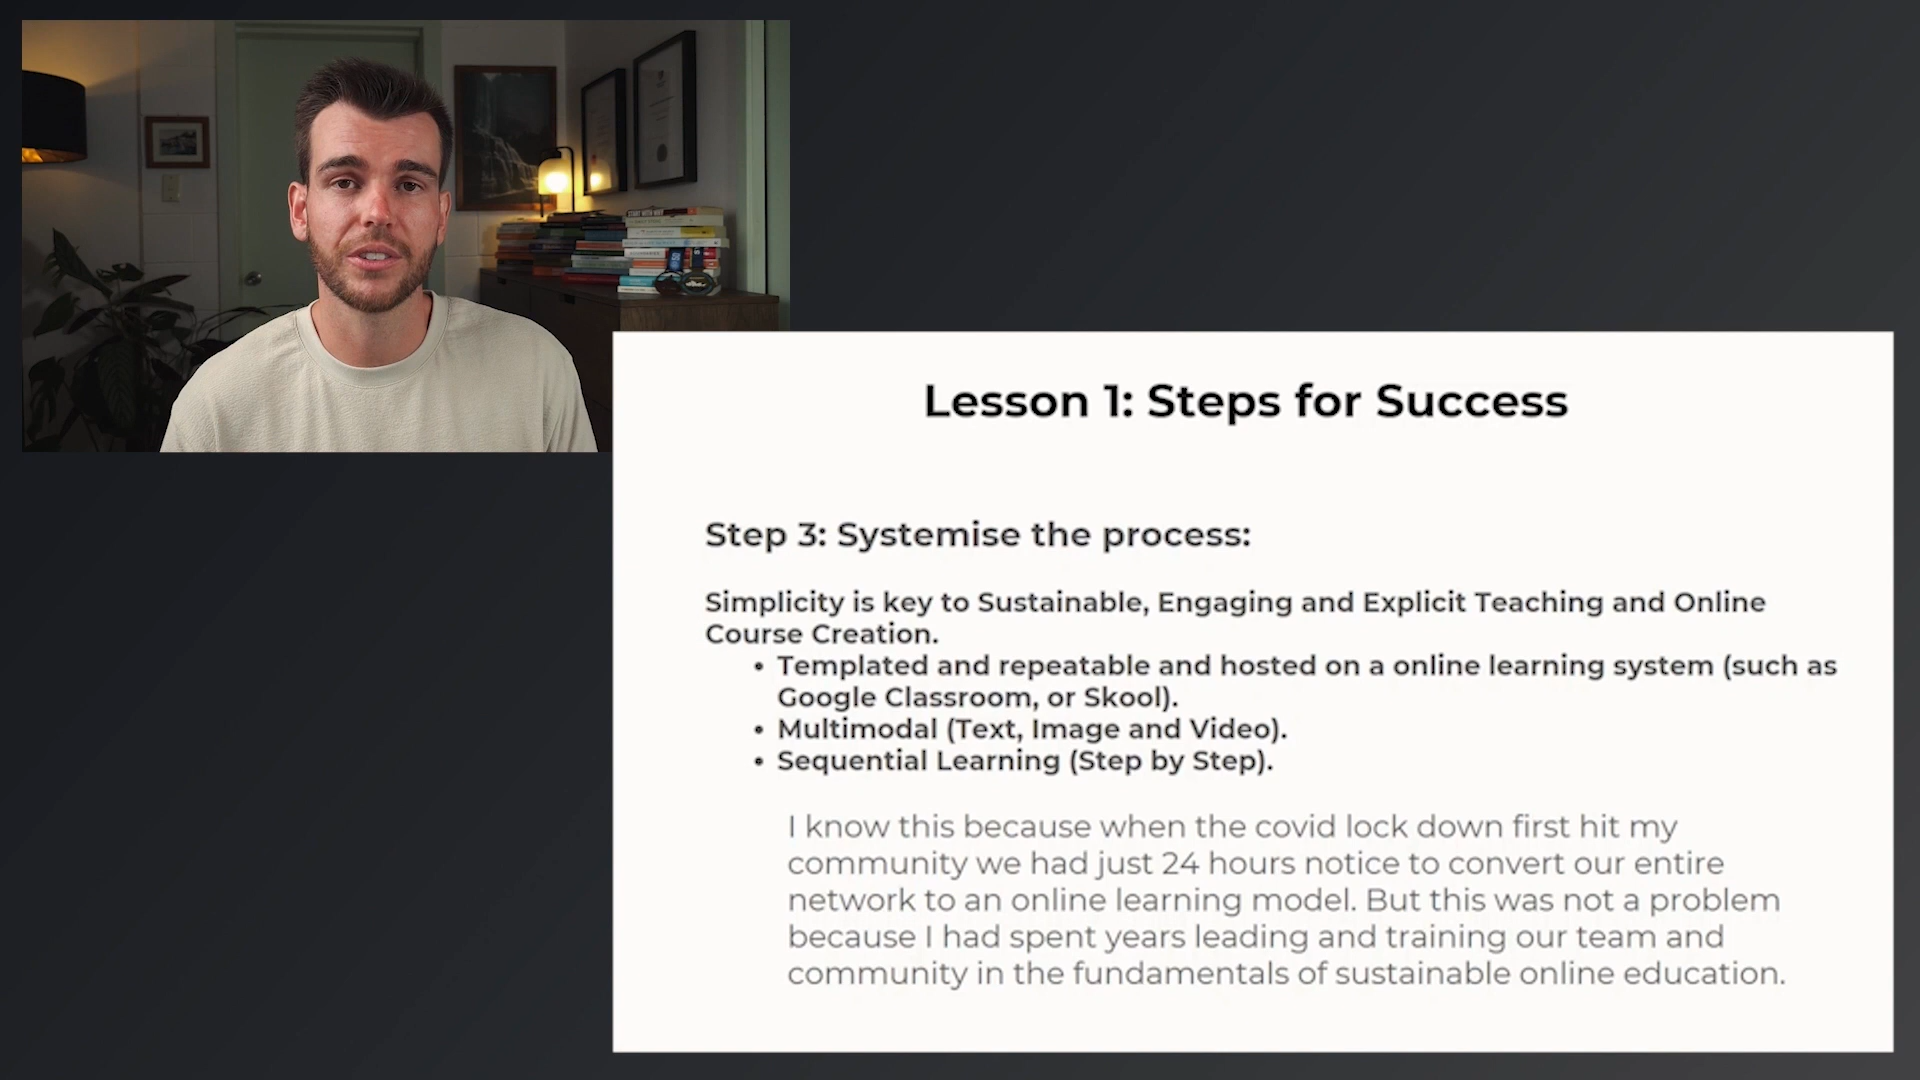 START WITH WHY
Lesson 1: Steps for Success
Step 3: Systemise the process:
Simplicity is key to Sustainable, Engaging and Explicit Teaching and Online
Course Creation.
• Templated and repeatable and hosted on a online learning system (such as
Google Classroom, or Skool).
• Multimodal (Text, Image and Video).
• Sequential Learning (Step by Step).
I know this because when the covid lock down first hit my
community we had just 24 hours notice to convert our entire
network to an online learning model. But this was not a problem
because I had spent years leading and training our team and
community in the fundamentals of sustainable online education.